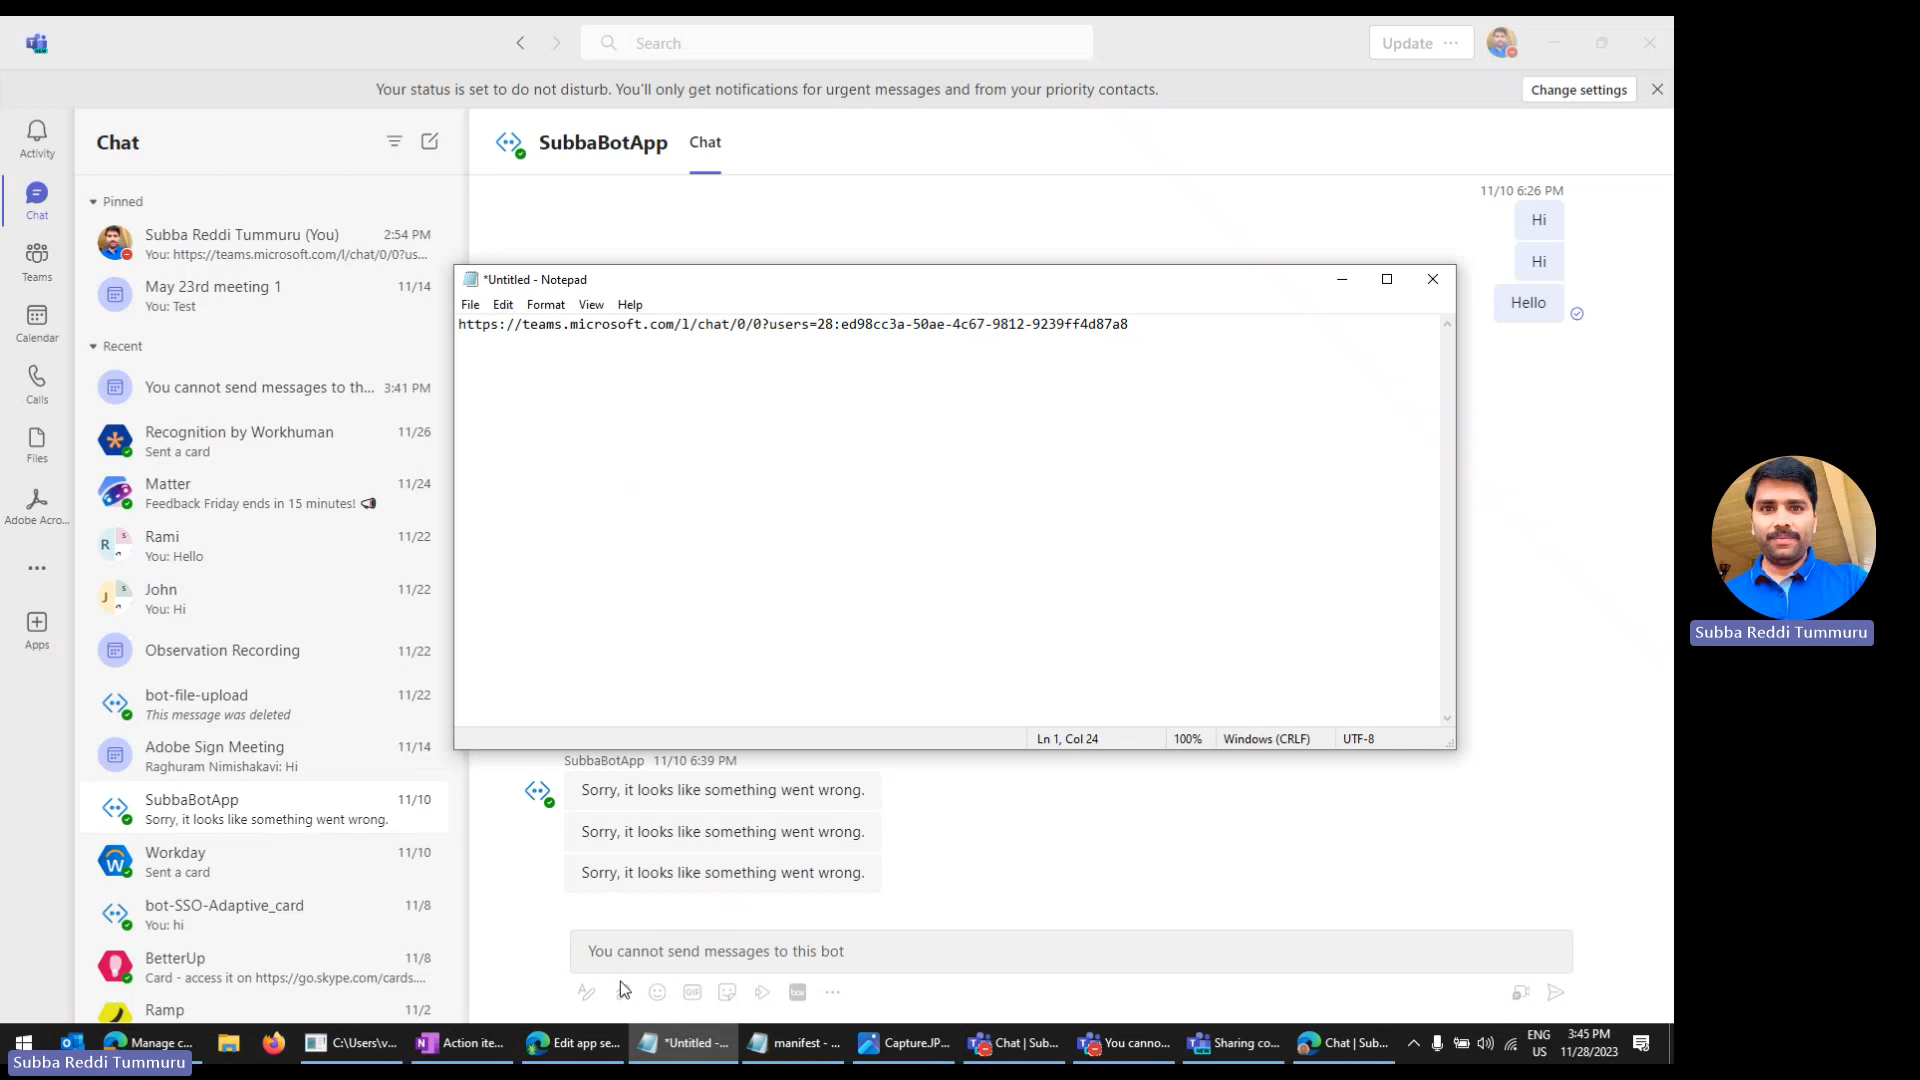 Search
Update
Your status is set to do not disturb. You'll only get notifications for urgent messages and from your priority contacts.
Change settings
Activity
Chat
Teams
Calendar
Calls
Files
Adobe Acro...
Apps
Chat
Pinned
Subba Reddi Tummuru (You) 2:54 PM
You: https://teams.microsoft.com/l/chat/0/0?us...
May 23rd meeting 1 11/14
You: Test
Recent
You cannot send messages to th... 3:41 PM
Recognition by Workhuman 11/26
Sent a card
Matter 11/24
Feedback Friday ends in 15 minutes!
R
Rami 11/22
You: Hello
J
John 11/22
You: Hi
Observation Recording 11/22
bot-file-upload 11/22
This message was deleted
Adobe Sign Meeting 11/14
Raghuram Nimishakavi: Hi
SubbaBotApp 11/10
Sorry, it looks like something went wrong.
Workday 11/10
Sent a card
bot-SSO-Adaptive_card 11/8
You: hi
BetterUp 11/8
Card - access it on https://go.skype.com/cards....
Ramp 11/2
SubbaBotApp Chat
11/10 6:26 PM
Hi
Hi
Hello
*Untitled - Notepad
File Edit Format View Help
https://teams.microsoft.com/l/chat/0/0?users=28:ed98cc3a-50ae-4c67-9812-9239ff4d87a8
Ln 1, Col 24 100% Windows (CRLF) UTF-8
SubbaBotApp 11/10 6:39 PM
Sorry, it looks like something went wrong.
Sorry, it looks like something went wrong.
Sorry, it looks like something went wrong.
You cannot send messages to this bot
GIF
box
Subba Reddi Tummuru
Manage c...
C:\Users\v...
Action ite...
Edit app se...
*Untitled -...
manifest - ...
CaptureJP...
Chat | Sub...
You canno...
Sharing co...
Chat | Sub...
ENG
US
3:45 PM
11/28/2023
Subba Reddi Tummuru